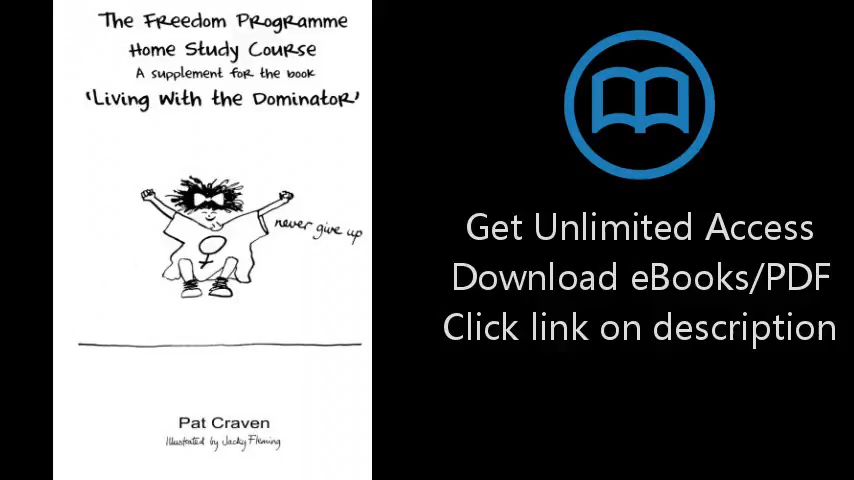 The Freedom Programme
Home Study Course
A supplement for the book
'Living With the Dominator'
never give up
Pat Craven
Illustrated by Jacky Fleming
Get Unlimited Access
Download eBooks/PDF
Click link on description